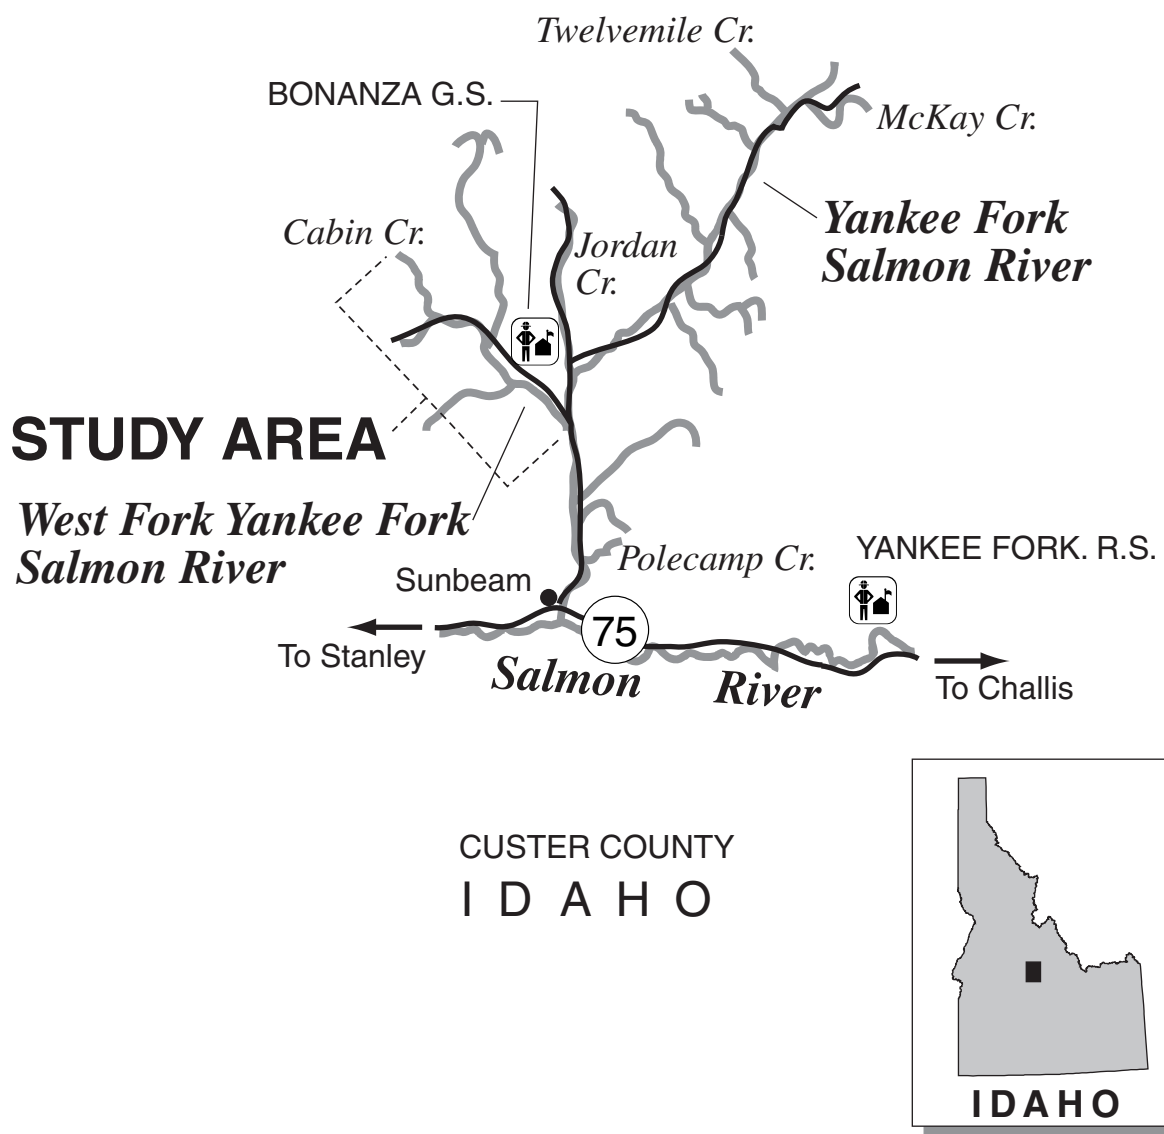 Twelvemile Cr.
BONANZA G.S.
McKay Cr.
Cabin Cr.
Jordan
Cr.
Yankee Fork
Salmon River
STUDY AREA
West Fork Yankee Fork
Salmon River
Polecamp Cr.
YANKEE FORK. R.S.
Sunbeam
75
To Stanley
Salmon River
To Challis
CUSTER COUNTY
IDAHO
IDAHO